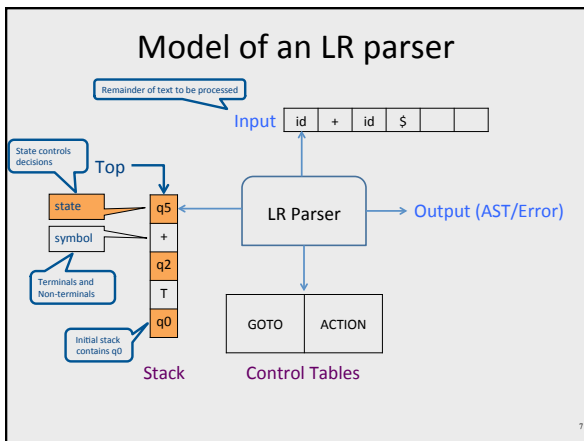 Model of an LR parser
Remainder of text to be processed
Input
id + id $
State controls
decisions
Top
state
q5
symbol
+
q2
T
q0
Terminals and
Non-terminals
Initial stack
contains q0
Stack
LR Parser
Output (AST/Error)
GOTO
ACTION
Control Tables
7